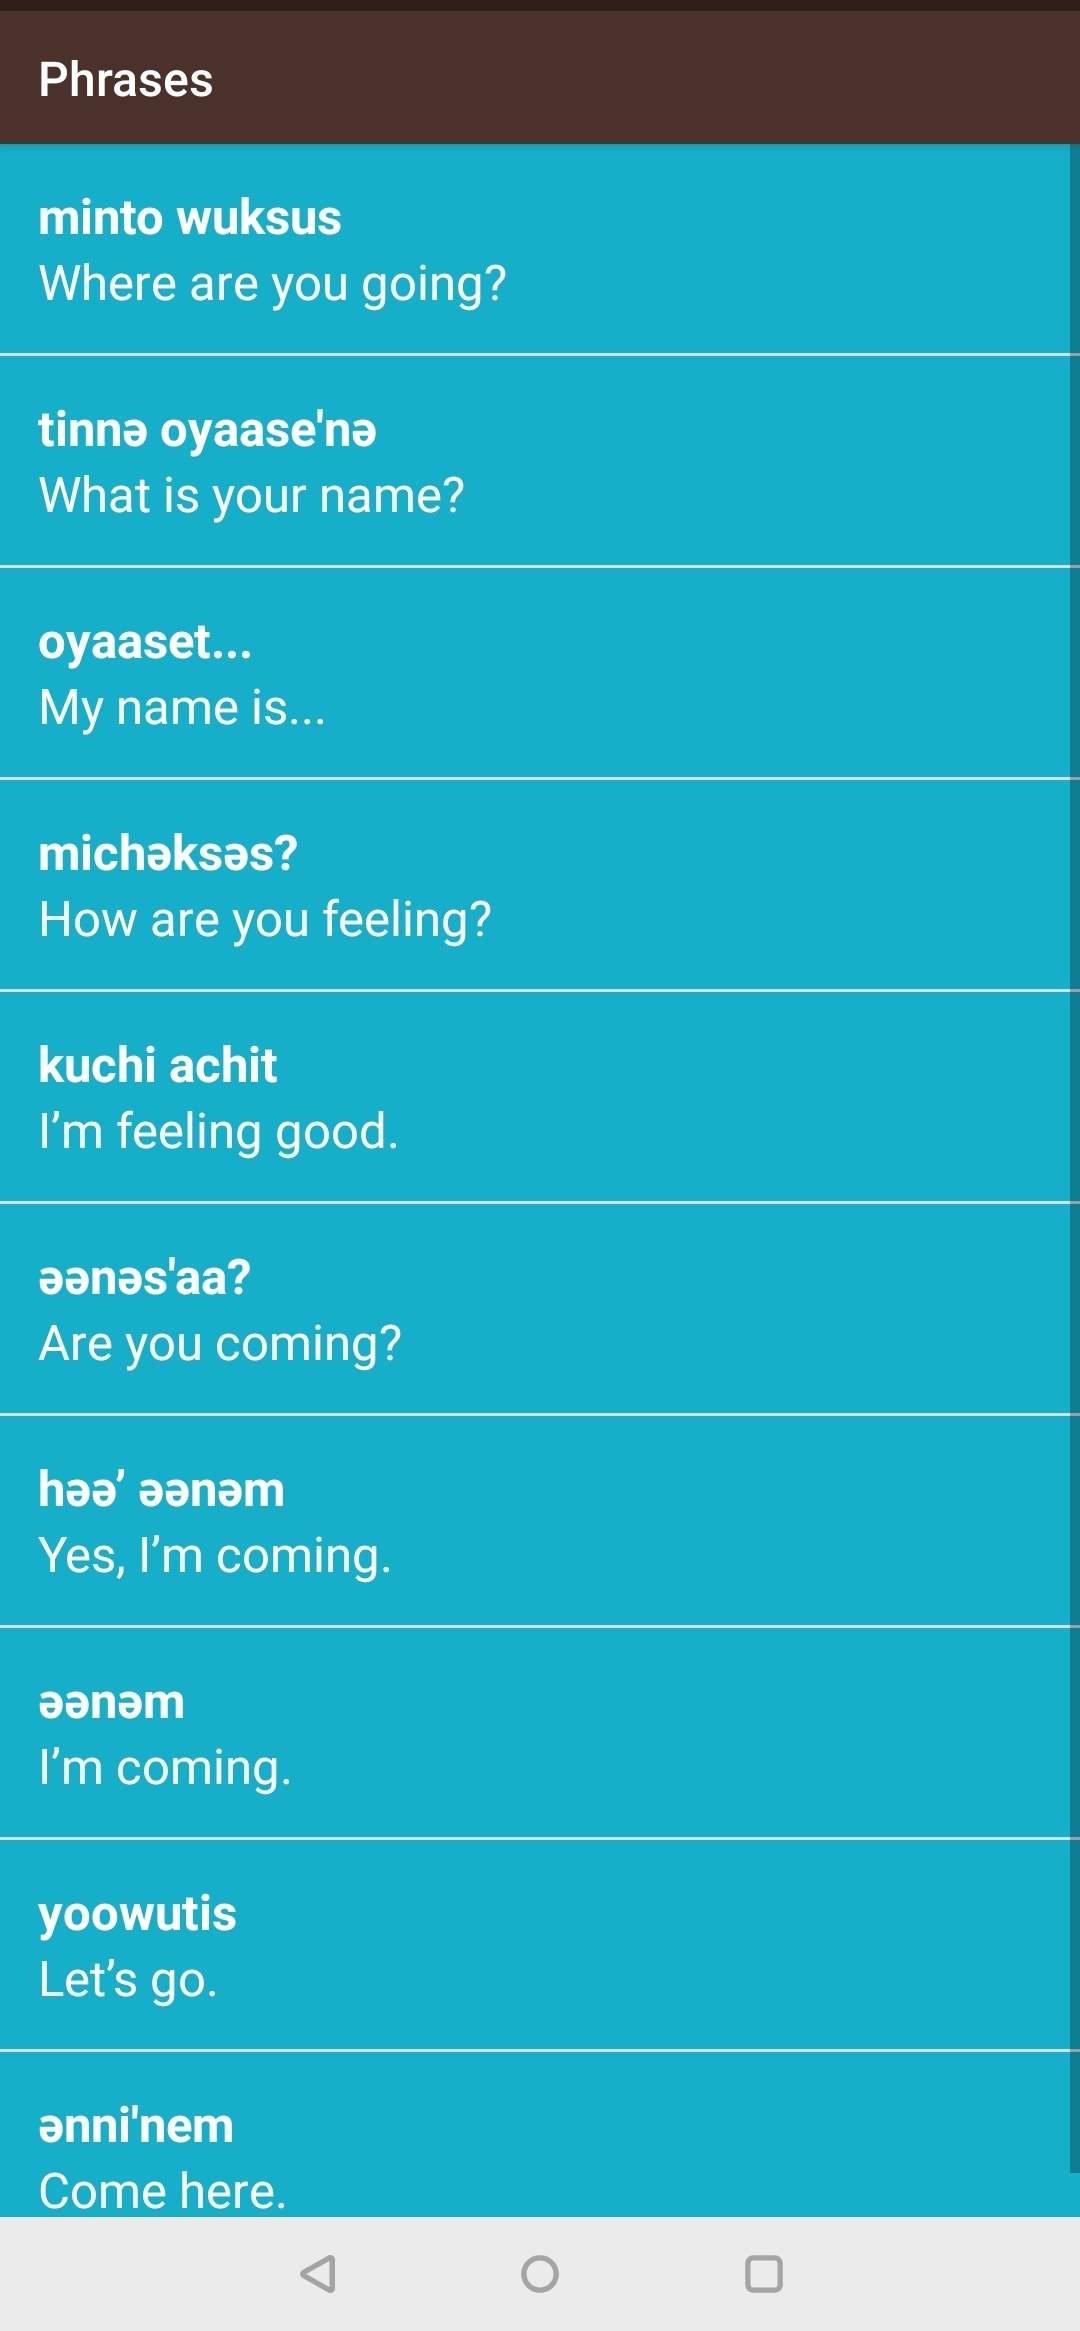 Phrases
minto wuksus
Where are you going?
tinnə oyaase'nə
What is your name?
oyaaset...
My name is...
michəksəs?
How are you feeling?
kuchi achit
I’m feeling good.
əənəs'aa?
Are you coming?
həə’ əənəm
Yes, I’m coming.
əənəm
I’m coming.
yoowutis
Let’s go.
ənni'nem
Come here.